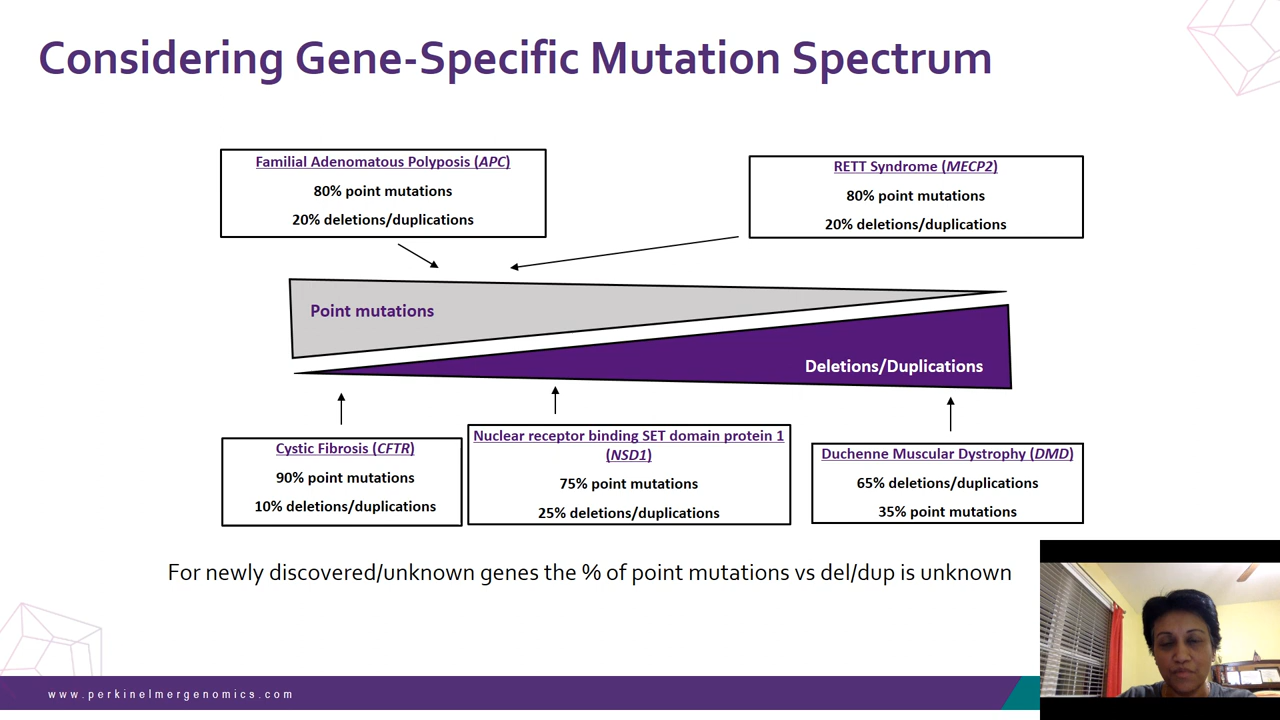 Considering Gene-Specific Mutation Spectrum
Familial Adenomatous Polyposis (APC)
80% point mutations
20% deletions/duplications
RETT Syndrome (MECP2)
80% point mutations
20% deletions/duplications
Point mutations
Deletions/Duplications
Cystic Fibrosis (CFTR)
90% point mutations
10% deletions/duplications
Nuclear receptor binding SET domain protein 1
(NSD1)
75% point mutations
25% deletions/duplications
Duchenne Muscular Dystrophy (DMD)
65% deletions/duplications
35% point mutations
For newly discovered/unknown genes the % of point mutations vs del/dup is unknown
www.perkinelmergenomics.com